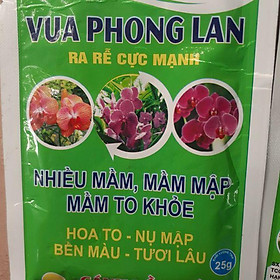 VUA PHONG LAN
RA RỄ CỰC MẠNH
NHIỀU MẦM, MẦM MẬP
MẦM TO KHỎE
HOA TO - NỤ MẬP
BỀN MÀU - TƯƠI LÂU
25g